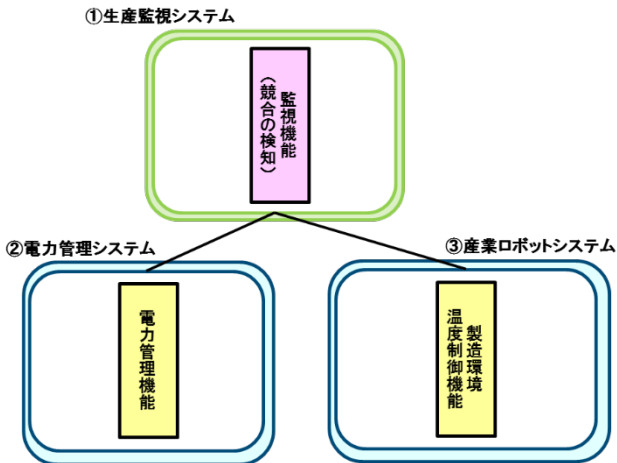 ①生産監視システム
監視機能
(競合の検知)
②電力管理システム
③産業ロボットシステム
電力管理機能
製造環境
温度制御機能